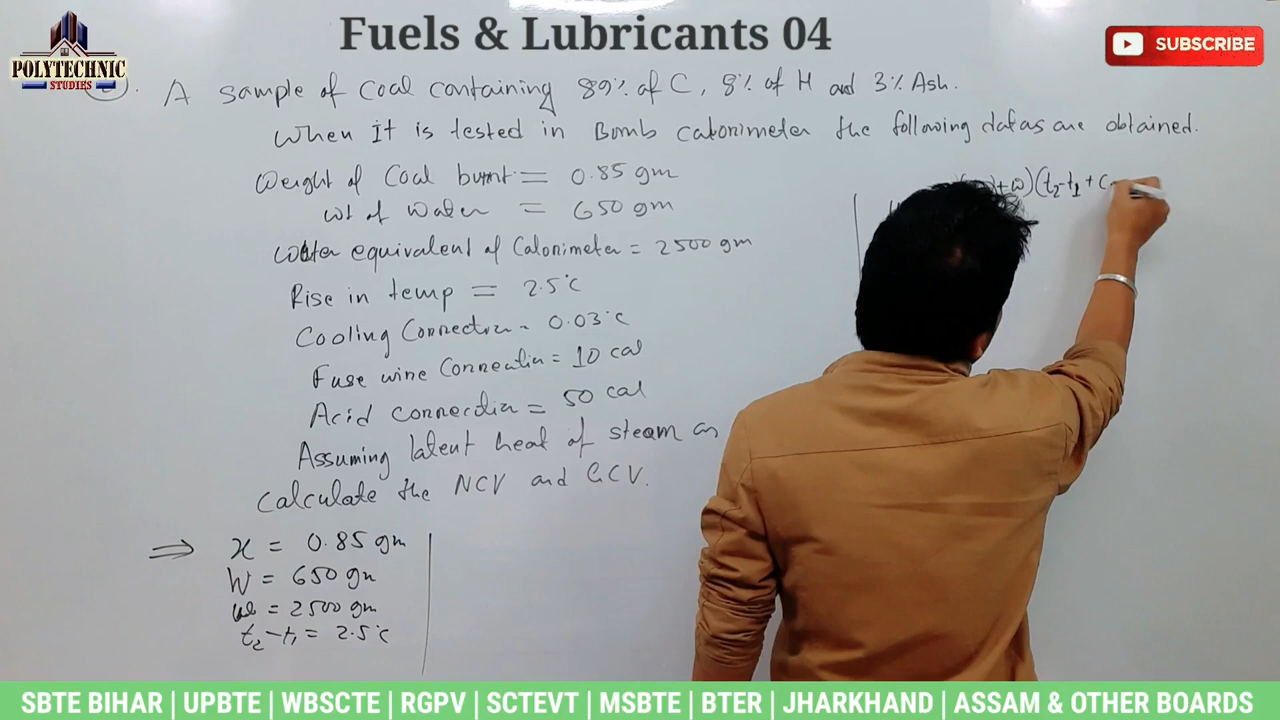 Fuels & Lubricants 04
POLYTECHNIC
STUDIES
SUBSCRIBE
A sample of Coal containing 89% of C, 8% of H and 3% Ash.
When It is tested in Bomb calorimeter the following datas are obtained.
Weight of Coal burnt = 0.85 gm
wt of water = 650 gm
Water equivalent of Calorimeter = 2500 gm
Rise in temp = 2.5°C
Cooling Connection = 0.03°C
Fuse wire Connection = 10 cal
Acid connection = 50 cal
Assuming latent heat of steam as
Calculate the NCV and GCV.
+w)(t₂-t₁+C
⇒ x = 0.85 gm
W = 650 gm
w = 2500 gm
t₂-t₁ = 2.5°C
SBTE BIHAR | UPBTE | WBSCTE | RGPV | SCTEVT | MSBTE | BTER | JHARKHAND | ASSAM & OTHER BOARDS